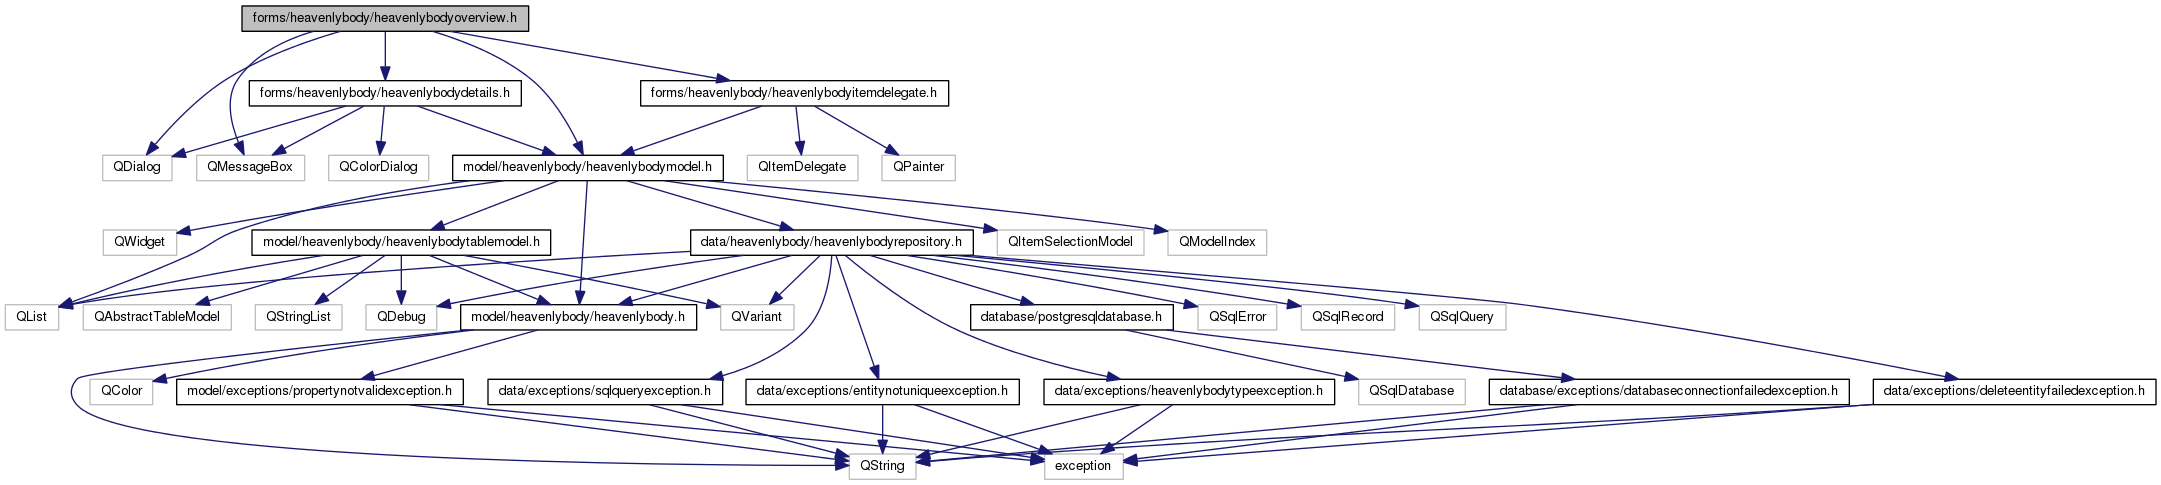 forms/heavenlybody/heavenlybodyoverview.h
forms/heavenlybody/heavenlybodydetails.h
forms/heavenlybody/heavenlybodyitemdelegate.h
QDialog
QMessageBox
QColorDialog
model/heavenlybody/heavenlybodymodel.h
QItemDelegate
QPainter
QWidget
model/heavenlybody/heavenlybodytablemodel.h
data/heavenlybody/heavenlybodyrepository.h
QItemSelectionModel
QModelIndex
QList
QAbstractTableModel
QStringList
QDebug
model/heavenlybody/heavenlybody.h
QVariant
database/postgresqldatabase.h
QSqlError
QSqlRecord
QSqlQuery
QColor
model/exceptions/propertynotvalidexception.h
data/exceptions/sqlqueryexception.h
data/exceptions/entitynotuniqueexception.h
data/exceptions/heavenlybodytypeexception.h
QSqlDatabase
database/exceptions/databaseconnectionfailedexception.h
data/exceptions/deleteentityfailedexception.h
QString
exception